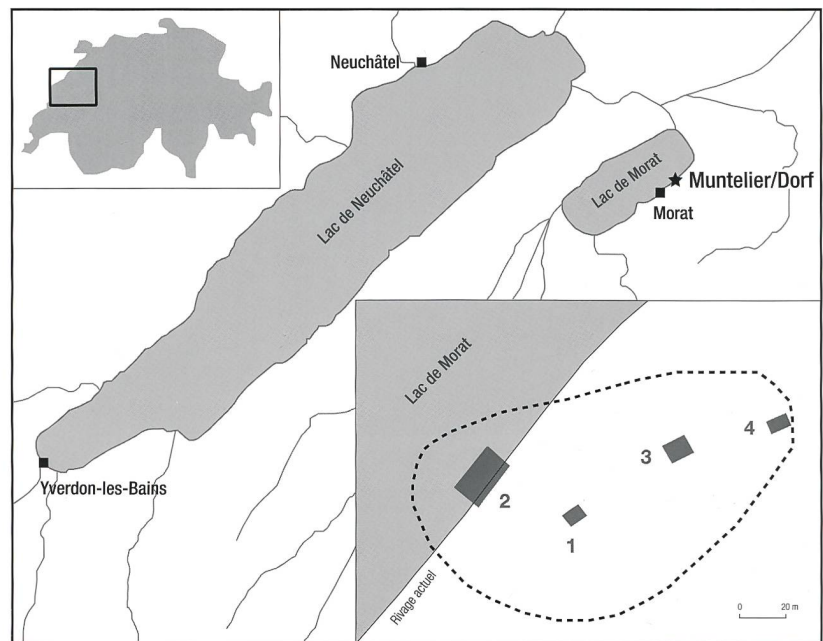 Neuchâtel
Lac de Neuchâtel
Lac de Morat
Muntelier/Dorf
Morat
Yverdon-les-Bains
Lac de Morat
4
3
2
1
Rivage actuel
0 20 m